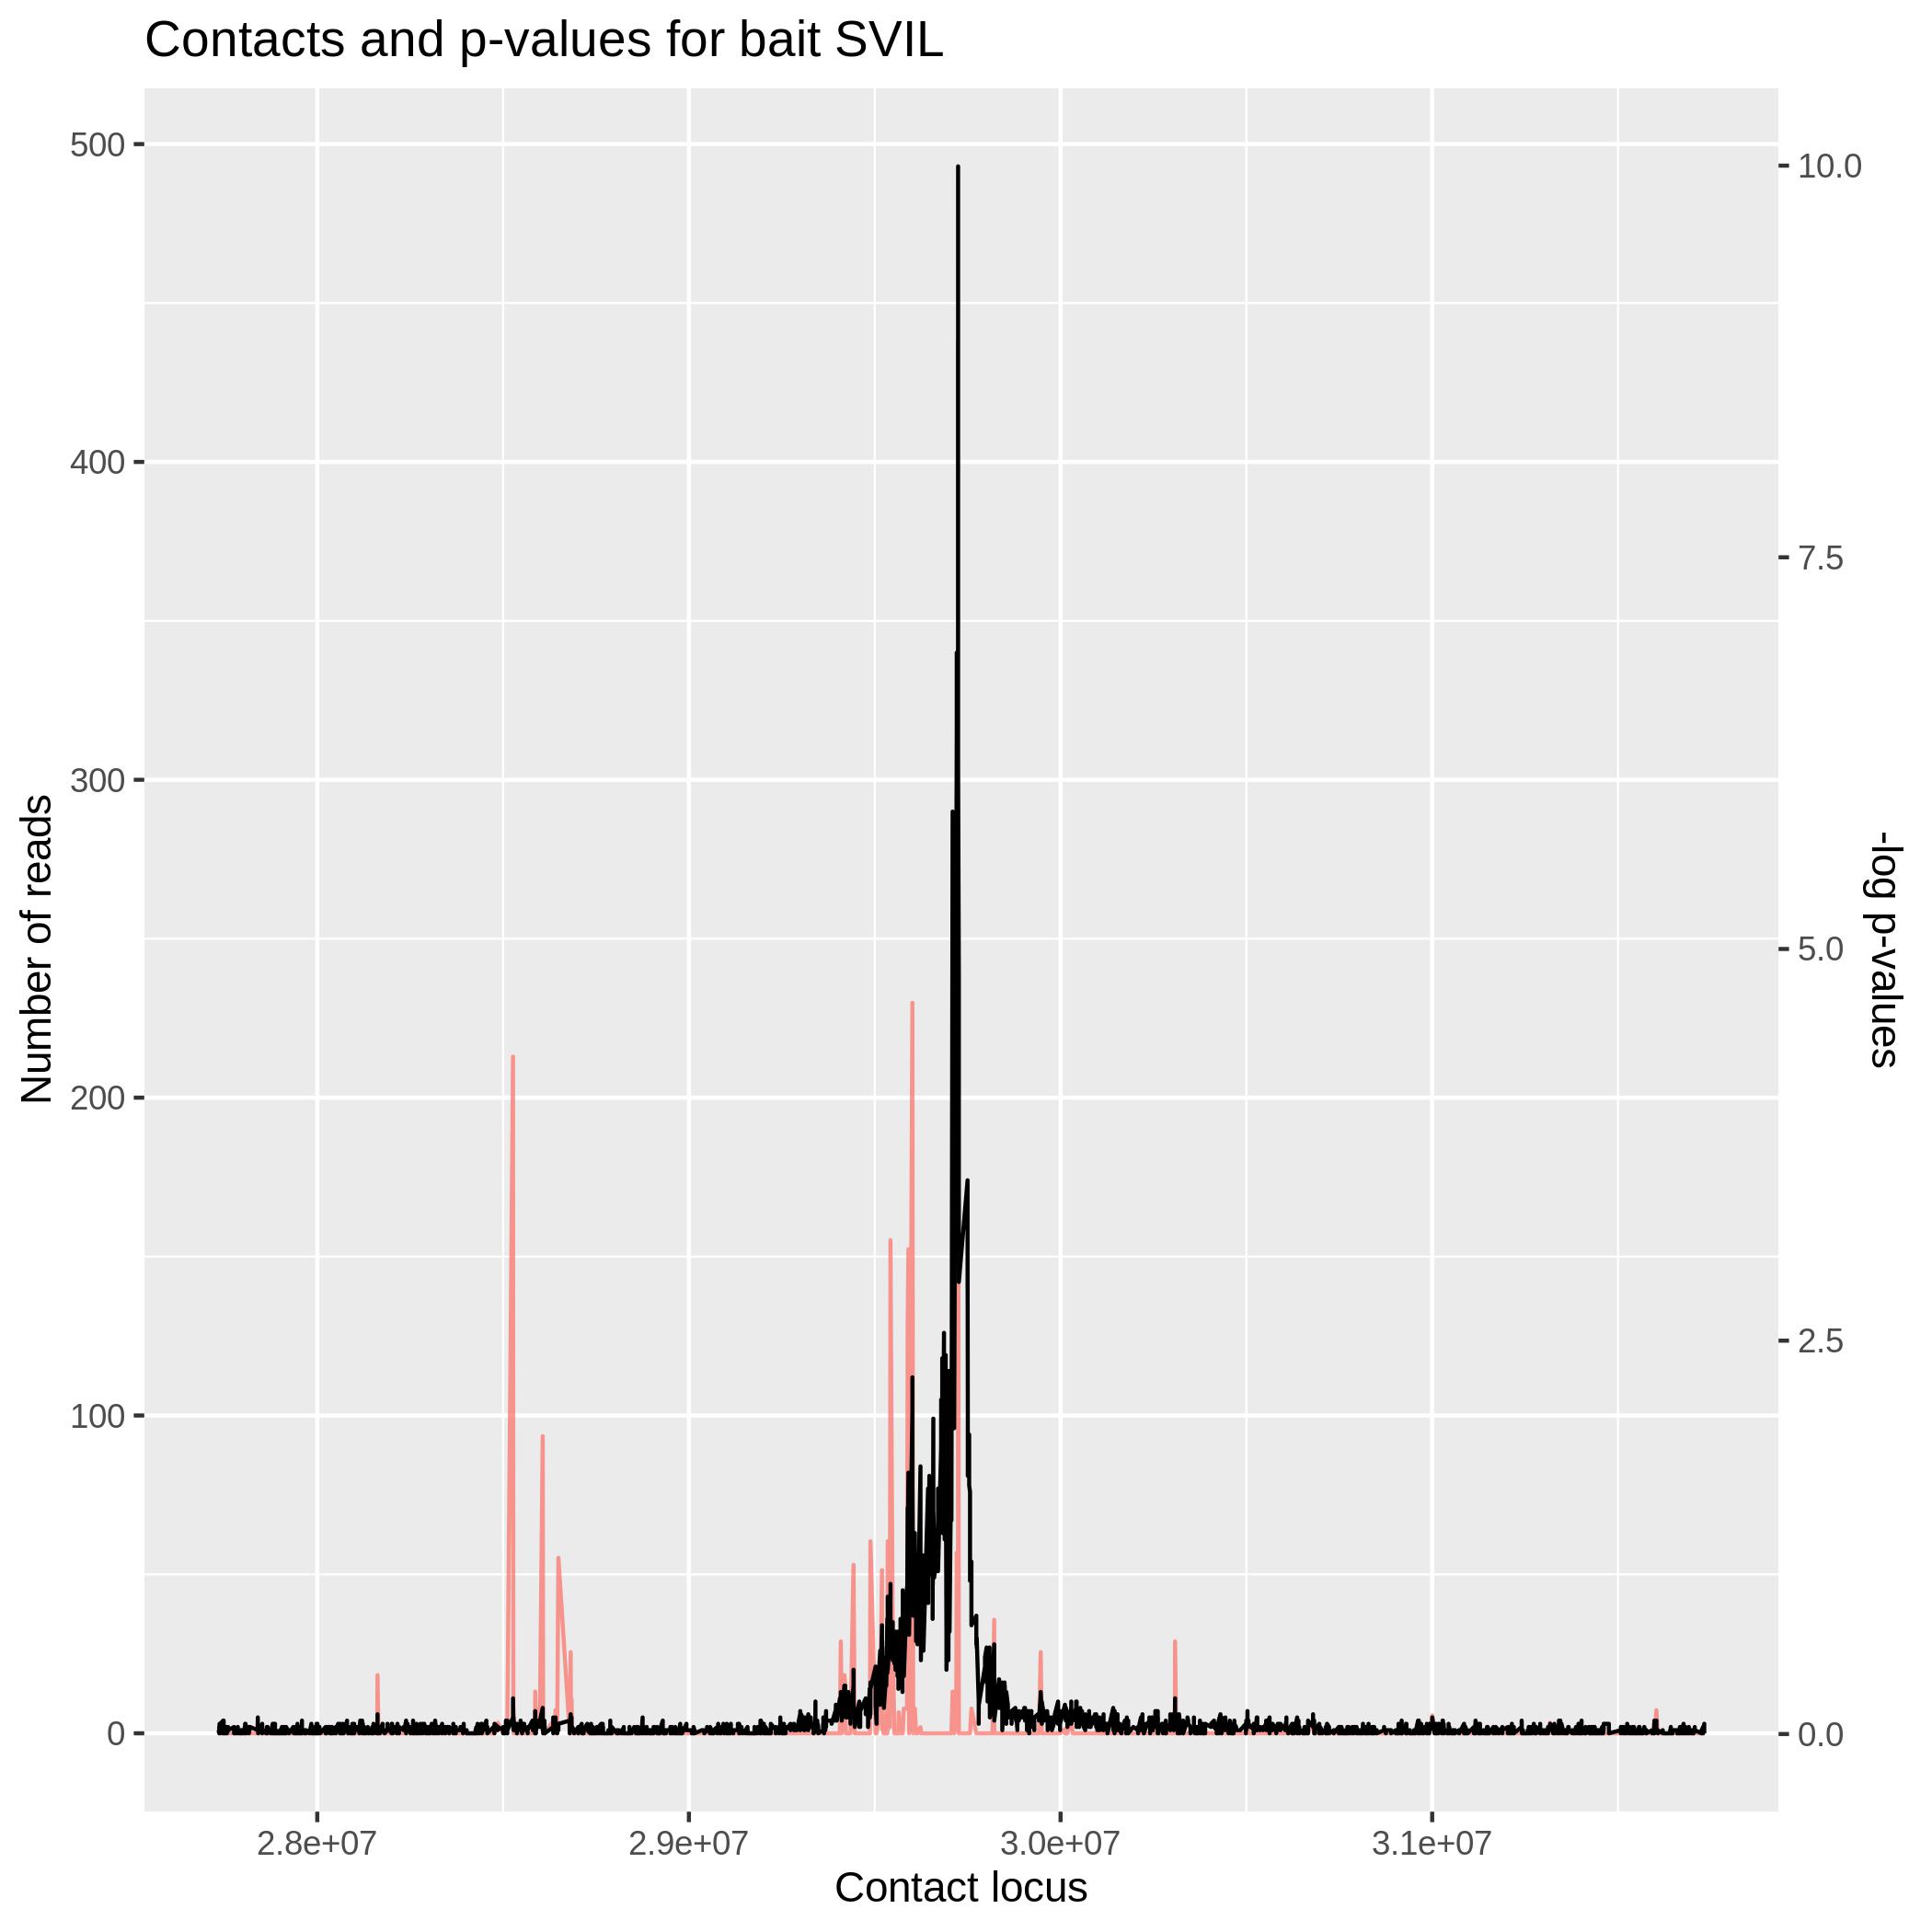 Contacts and p-values for bait SVIL
500
400
300
200
100
0
Number of reads
10.0
7.5
5.0
2.5
0.0
-log p-values
2.8e+07
2.9e+07
3.0e+07
3.1e+07
Contact locus